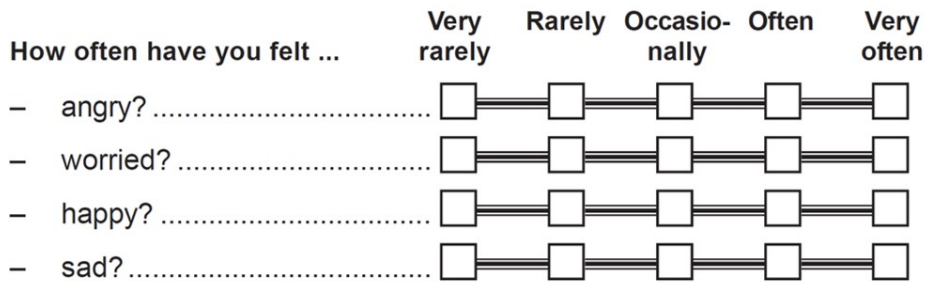 Very Rarely Occasio- Often Very
How often have you felt ... rarely nally often
– angry? ..................................
– worried? ...............................
– happy? .................................
– sad? .....................................